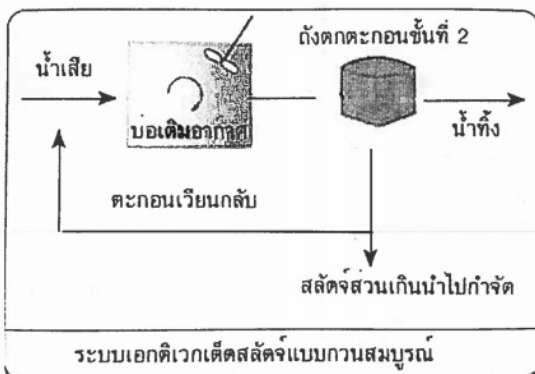 ถังตกตะกอนขั้นที่ 2
น้ำเสีย
บ่อเติมอากาศ
น้ำทิ้ง
ตะกอนเวียนกลับ
สลัดจ์ส่วนเกินนำไปกำจัด
ระบบเอกติเวกเต็ดสลัดจ์แบบกวนสมบูรณ์